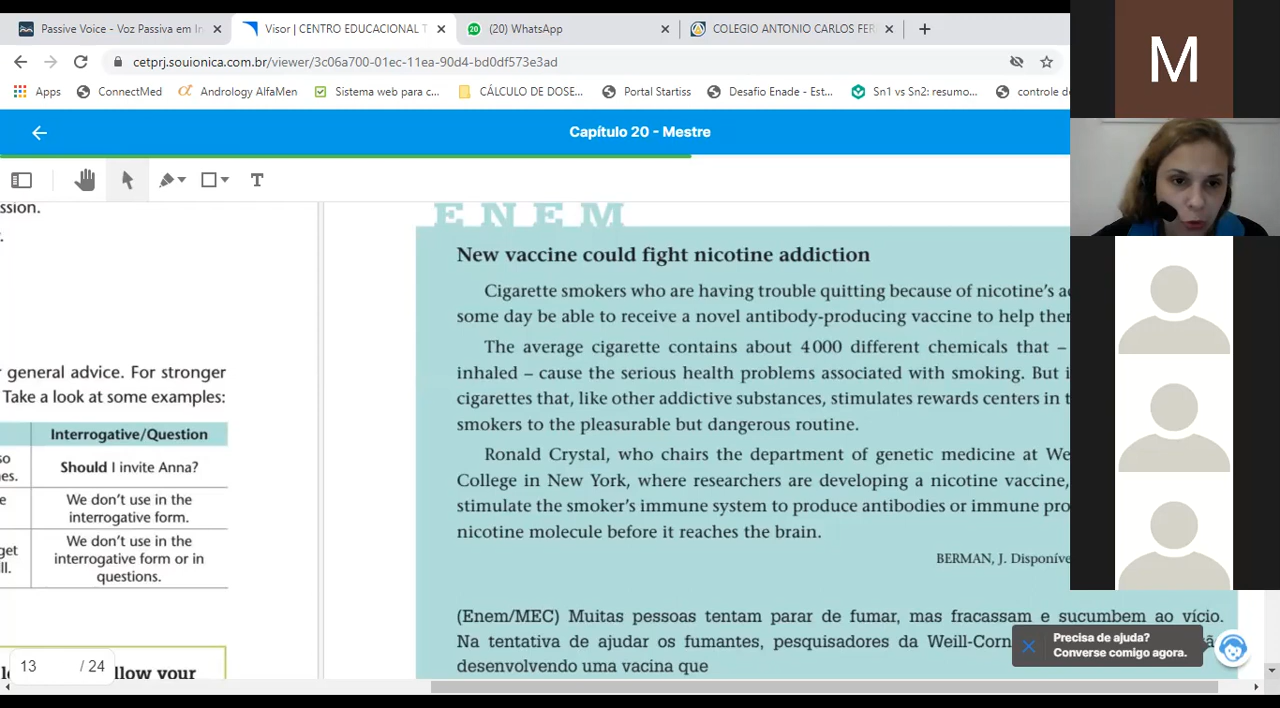 Passive Voice - Voz Passiva em In
Visor | CENTRO EDUCACIONAL T
20
(20) WhatsApp
COLEGIO ANTONIO CARLOS FER
cetprj.souionica.com.br/viewer/3c06a700-01ec-11ea-90d4-bd0df573e3ad
Apps
ConnectMed
Andrology AlfaMen
Sistema web para c...
CÁLCULO DE DOSE...
Portal Startiss
Desafio Enade - Est...
Sn1 vs Sn2: resumo...
controle d
Capítulo 20 - Mestre
M
T
ssion.
general advice. For stronger
Take a look at some examples:
Interrogative/Question
so
es.
Should I invite Anna?
e
We don't use in the
interrogative form.
get
ll.
We don't use in the
interrogative form or in
questions.
llow your
13 / 24
ENEM
New vaccine could fight nicotine addiction
Cigarette smokers who are having trouble quitting because of nicotine's a
some day be able to receive a novel antibody-producing vaccine to help the
The average cigarette contains about 4 000 different chemicals that –
inhaled – cause the serious health problems associated with smoking. But i
cigarettes that, like other addictive substances, stimulates rewards centers in t
smokers to the pleasurable but dangerous routine.
Ronald Crystal, who chairs the department of genetic medicine at We
College in New York, where researchers are developing a nicotine vaccine,
stimulate the smoker's immune system to produce antibodies or immune pro
nicotine molecule before it reaches the brain.
BERMAN, J. Disponíve
(Enem/MEC) Muitas pessoas tentam parar de fumar, mas fracassam e sucumbem ao vício.
Na tentativa de ajudar os fumantes, pesquisadores da Weill-Corn
desenvolvendo uma vacina que
Precisa de ajuda?
Converse comigo agora.